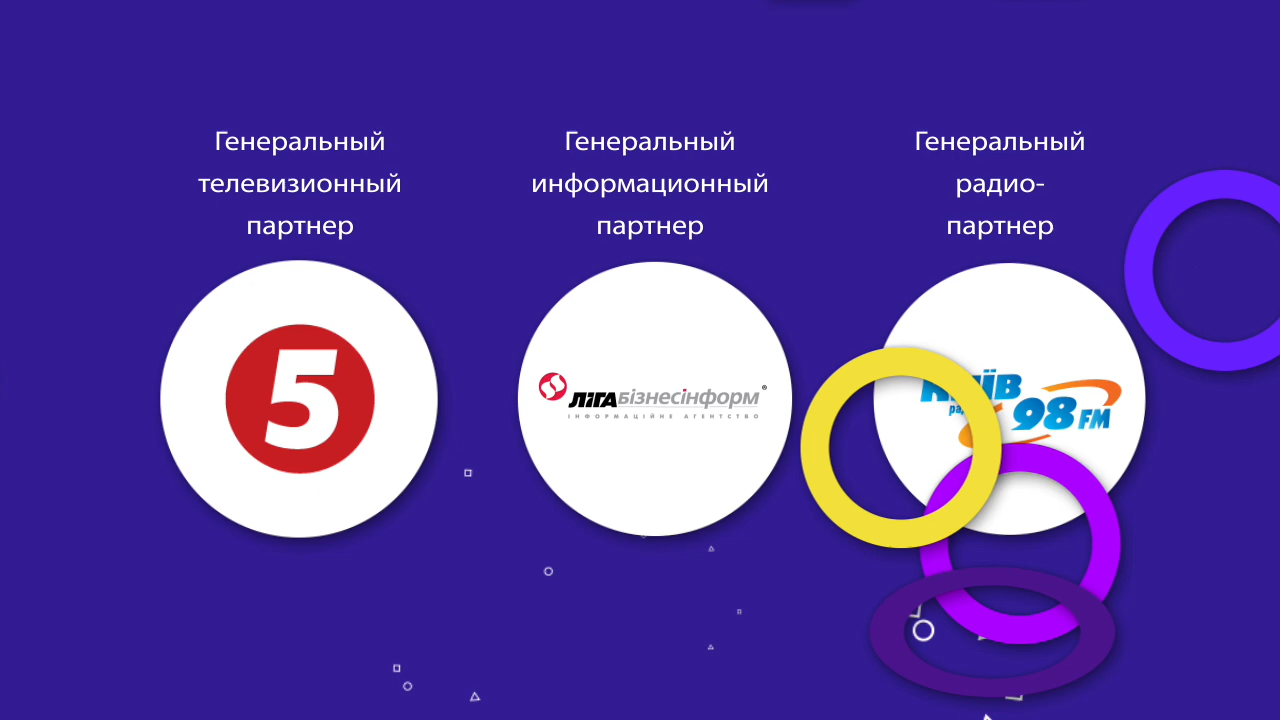 Генеральный
телевизионный
партнер
Генеральный
информационный
партнер
Генеральный
радио-
партнер
5
ЛІГАБІЗНЕСІНФОРМ®
ІНФОРМАЦІЙНЕ АГЕНТСТВО
98 FM